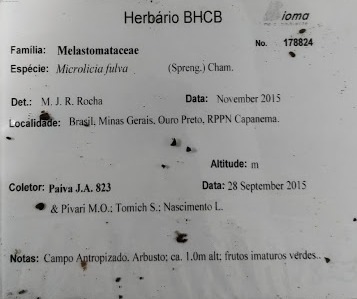 Herbário BHCB
ioma
No. 178824
Família: Melastomataceae
Espécie: Microlicia fulva (Spreng.) Cham.
Det.: M. J. R. Rocha Data: November 2015
Localidade: Brasil, Minas Gerais, Ouro Preto, RPPN Capanema.
Altitude: m
Coletor: Paiva J.A. 823 Data: 28 September 2015
& Pivari M.O.; Tomich S.; Nascimento L.
Notas: Campo Antropizado. Arbusto; ca. 1.0m alt; frutos imaturos verdes..